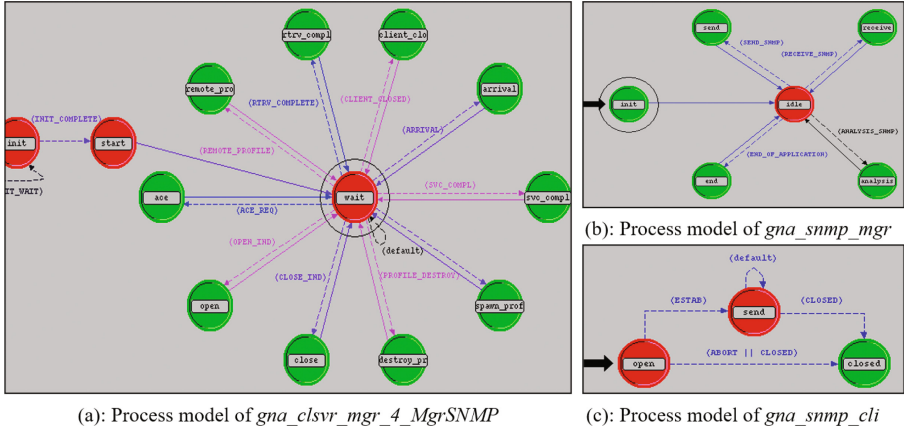 rtrv_compl
client_clo
remote_pro
arrival
(RTRV_COMPLETE)
(CLIENT_CLOSED)
(INIT_COMPLETE)
(ARRIVAL)
init
start
(REMOTE_PROFILE)
IT_WAIT)
ace
wait
(SVC_COMPL)
svc_compl
(ACE_REQ)
(OPEN_IND)
(default)
(CLOSE_IND)
(PROFILE_DESTROY)
open
spawn_prof
close
destroy_pr
(a): Process model of gna_clsvr_mgr_4_MgrSNMP
send
receive
(SEND_SNMP)
(RECEIVE_SNMP)
init
idle
(ANALYSIS_SNMP)
(END_OF_APPLICATION)
end
analysis
(b): Process model of gna_snmp_mgr
(default)
(ESTAB)
(CLOSED)
send
(ABORT || CLOSED)
open
closed
(c): Process model of gna_snmp_cli